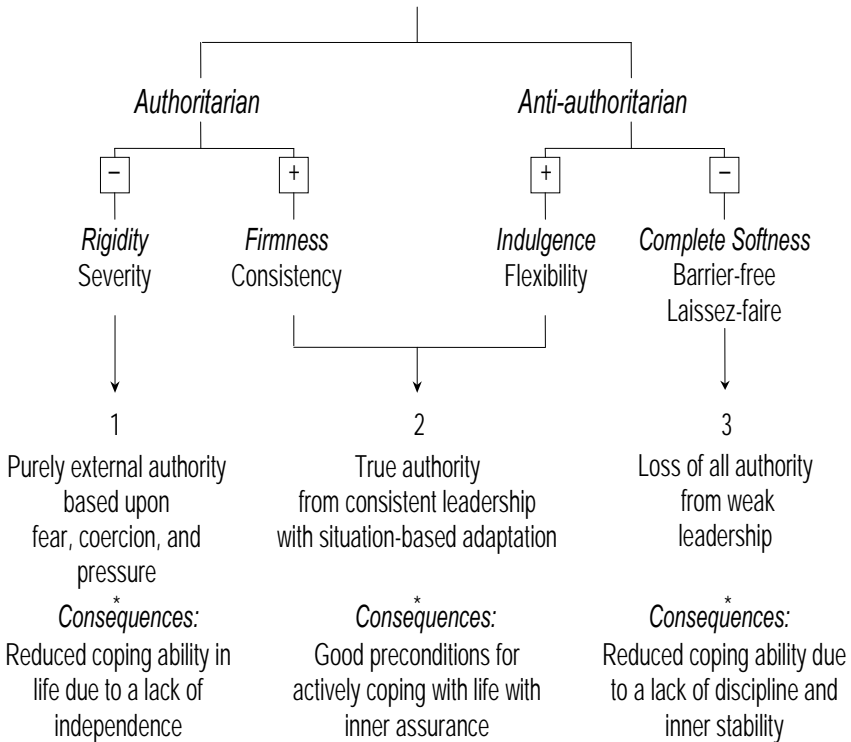 Authoritarian
Anti-authoritarian
−
+
+
−
Rigidity
Severity
Firmness
Consistency
Indulgence
Flexibility
Complete Softness
Barrier-free
Laissez-faire
1
Purely external authority
based upon
fear, coercion, and
pressure
*
Consequences:
Reduced coping ability in
life due to a lack of
independence
2
True authority
from consistent leadership
with situation-based adaptation
*
Consequences:
Good preconditions for
actively coping with life with
inner assurance
3
Loss of all authority
from weak
leadership
*
Consequences:
Reduced coping ability due
to a lack of discipline and
inner stability